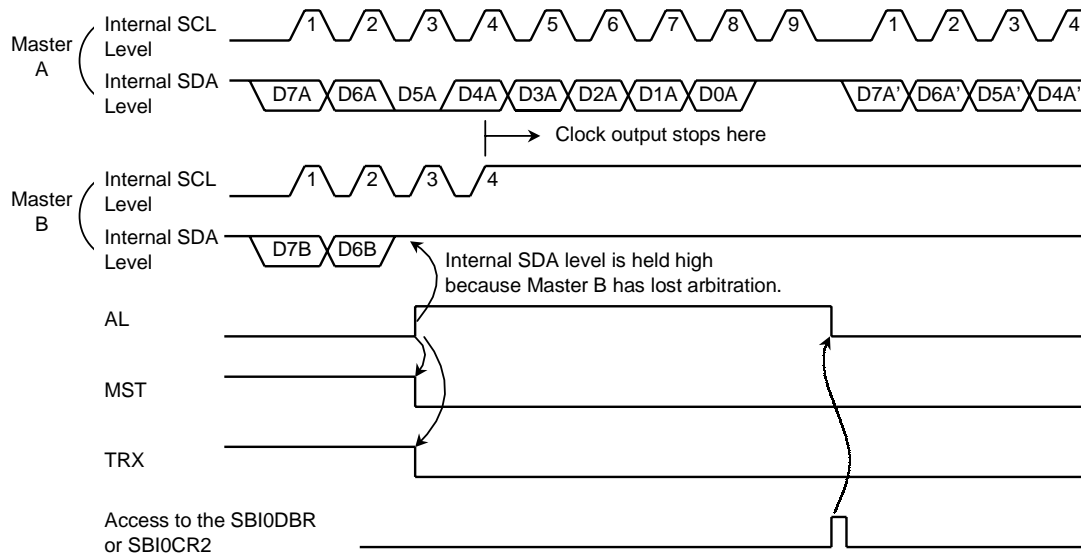 Master A
Internal SCL Level
1 2 3 4 5 6 7 8 9 1 2 3 4
Internal SDA Level
D7A D6A D5A D4A D3A D2A D1A D0A D7A' D6A' D5A' D4A'
Clock output stops here
Master B
Internal SCL Level
1 2 3 4
Internal SDA Level
D7B D6B
Internal SDA level is held high
because Master B has lost arbitration.
AL
MST
TRX
Access to the SBI0DBR
or SBI0CR2